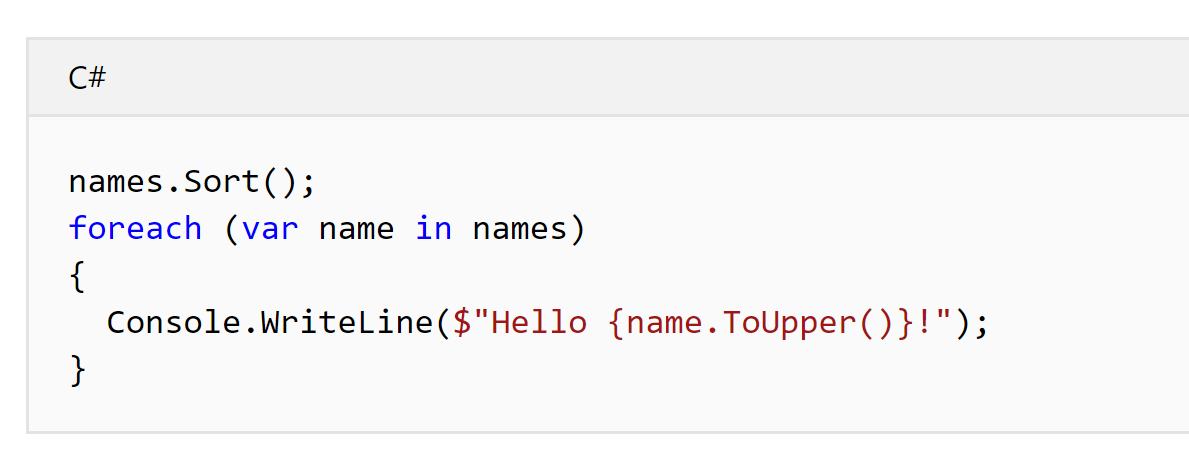 C#
names.Sort();
foreach (var name in names)
{
  Console.WriteLine($"Hello {name.ToUpper()}!");
}